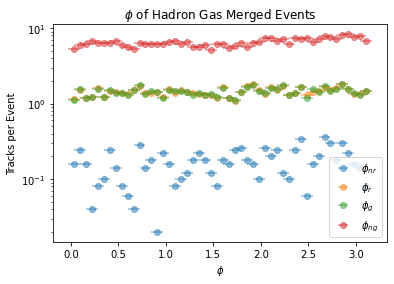 ϕ of Hadron Gas Merged Events
Tracks per Event
10¹
10⁰
10⁻¹
0.0 0.5 1.0 1.5 2.0 2.5 3.0
ϕ
ϕnr
ϕr
ϕg
ϕng